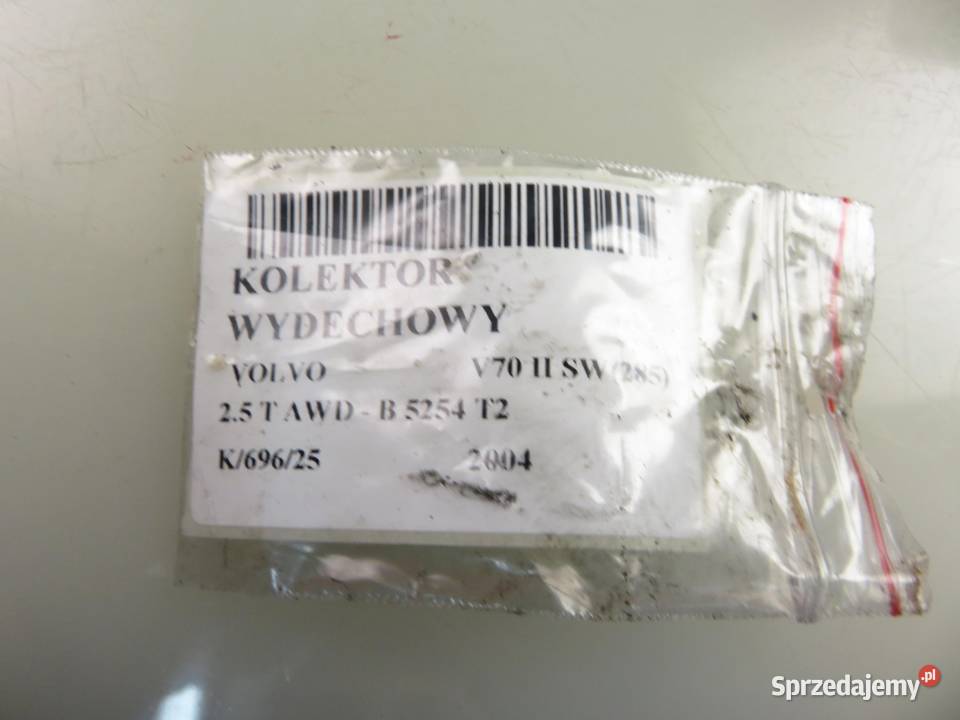 KOLEKTOR
WYDECHOWY
VOLVO V70 II SW (285)
2.5 T AWD - B 5254 T2
K/696/25 2004
Sprzedajemy.pl